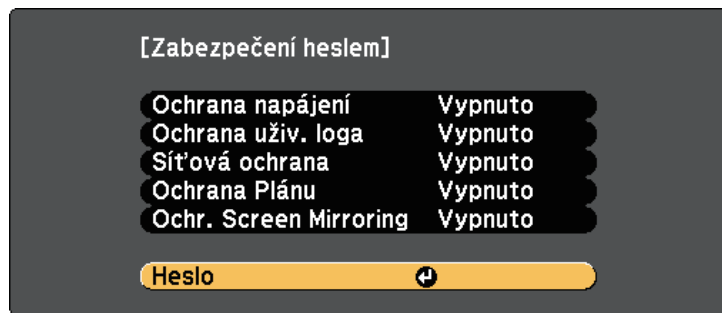 [Zabezpečení heslem]
Ochrana napájení Vypnuto
Ochrana uživ. loga Vypnuto
Síťová ochrana Vypnuto
Ochrana Plánu Vypnuto
Ochr. Screen Mirroring Vypnuto
Heslo